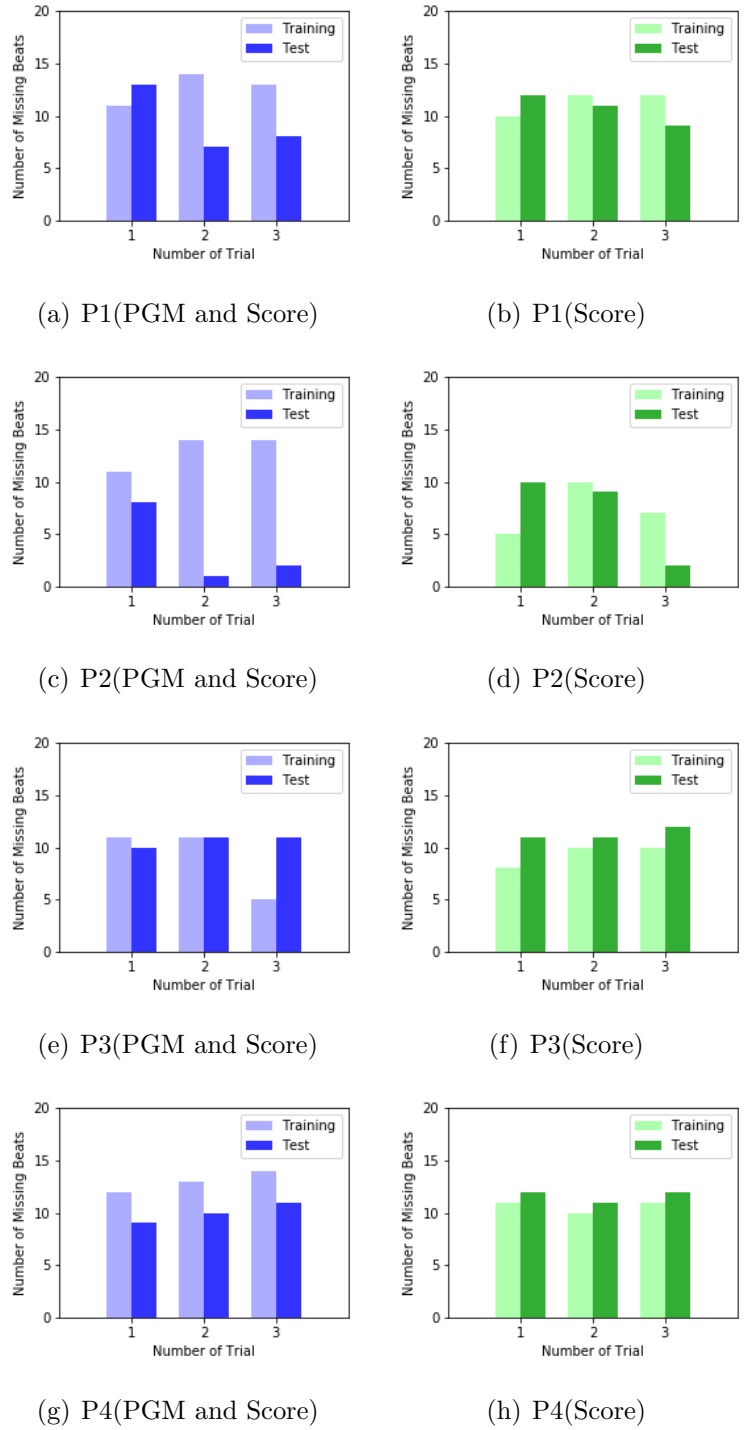 20
15
10
5
0
Number of Missing Beats
Training
Test
1 2 3
Number of Trial
(a) P1(PGM and Score)
20
15
10
5
0
Number of Missing Beats
Training
Test
1 2 3
Number of Trial
(b) P1(Score)
20
15
10
5
0
Number of Missing Beats
Training
Test
1 2 3
Number of Trial
(c) P2(PGM and Score)
20
15
10
5
0
Number of Missing Beats
Training
Test
1 2 3
Number of Trial
(d) P2(Score)
20
15
10
5
0
Number of Missing Beats
Training
Test
1 2 3
Number of Trial
(e) P3(PGM and Score)
20
15
10
5
0
Number of Missing Beats
Training
Test
1 2 3
Number of Trial
(f) P3(Score)
20
15
10
5
0
Number of Missing Beats
Training
Test
1 2 3
Number of Trial
(g) P4(PGM and Score)
20
15
10
5
0
Number of Missing Beats
Training
Test
1 2 3
Number of Trial
(h) P4(Score)